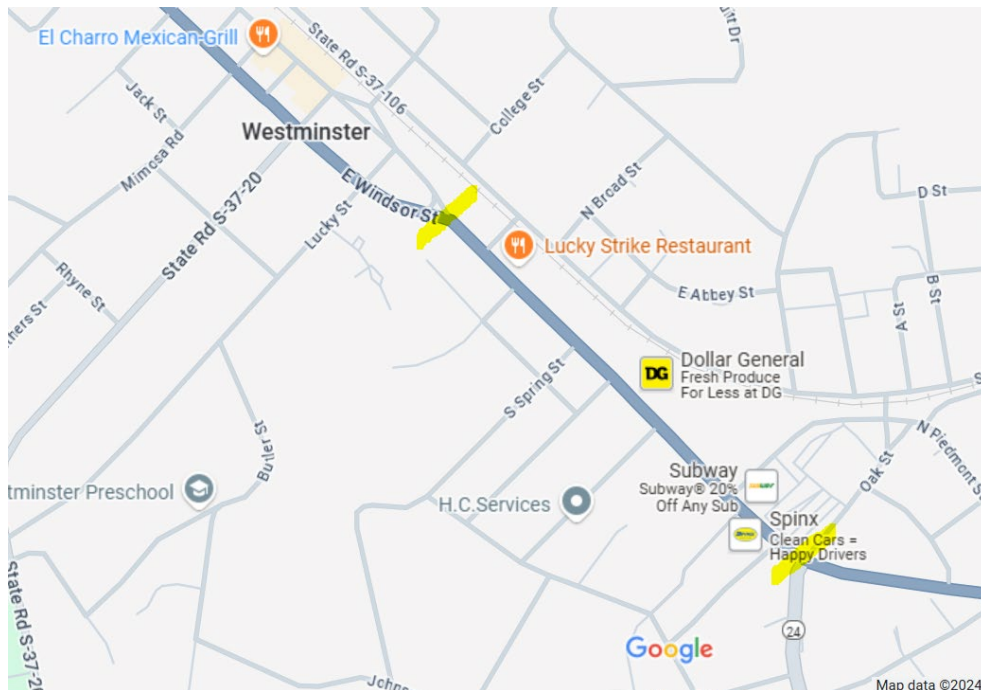 El Charro Mexican Grill
State Rd S-37-106
College St
Jack St
Westminster
Mimosa Rd
E Windsor St
N Broad St
D St
State Rd S-37-20
Lucky St
Lucky Strike Restaurant
Rhyne St
E Abbey St
B St
A St
Dollar General
Fresh Produce
For Less at DG
DG
S Spring St
N Piedmont St
Butler St
Oak St
Subway
Subway® 20%
Off Any Sub
SUBWAY
tminster Preschool
H.C.Services
Spinx
Clean Cars =
Happy Drivers
State Rd S-37-20
24
Google
Map data ©2024